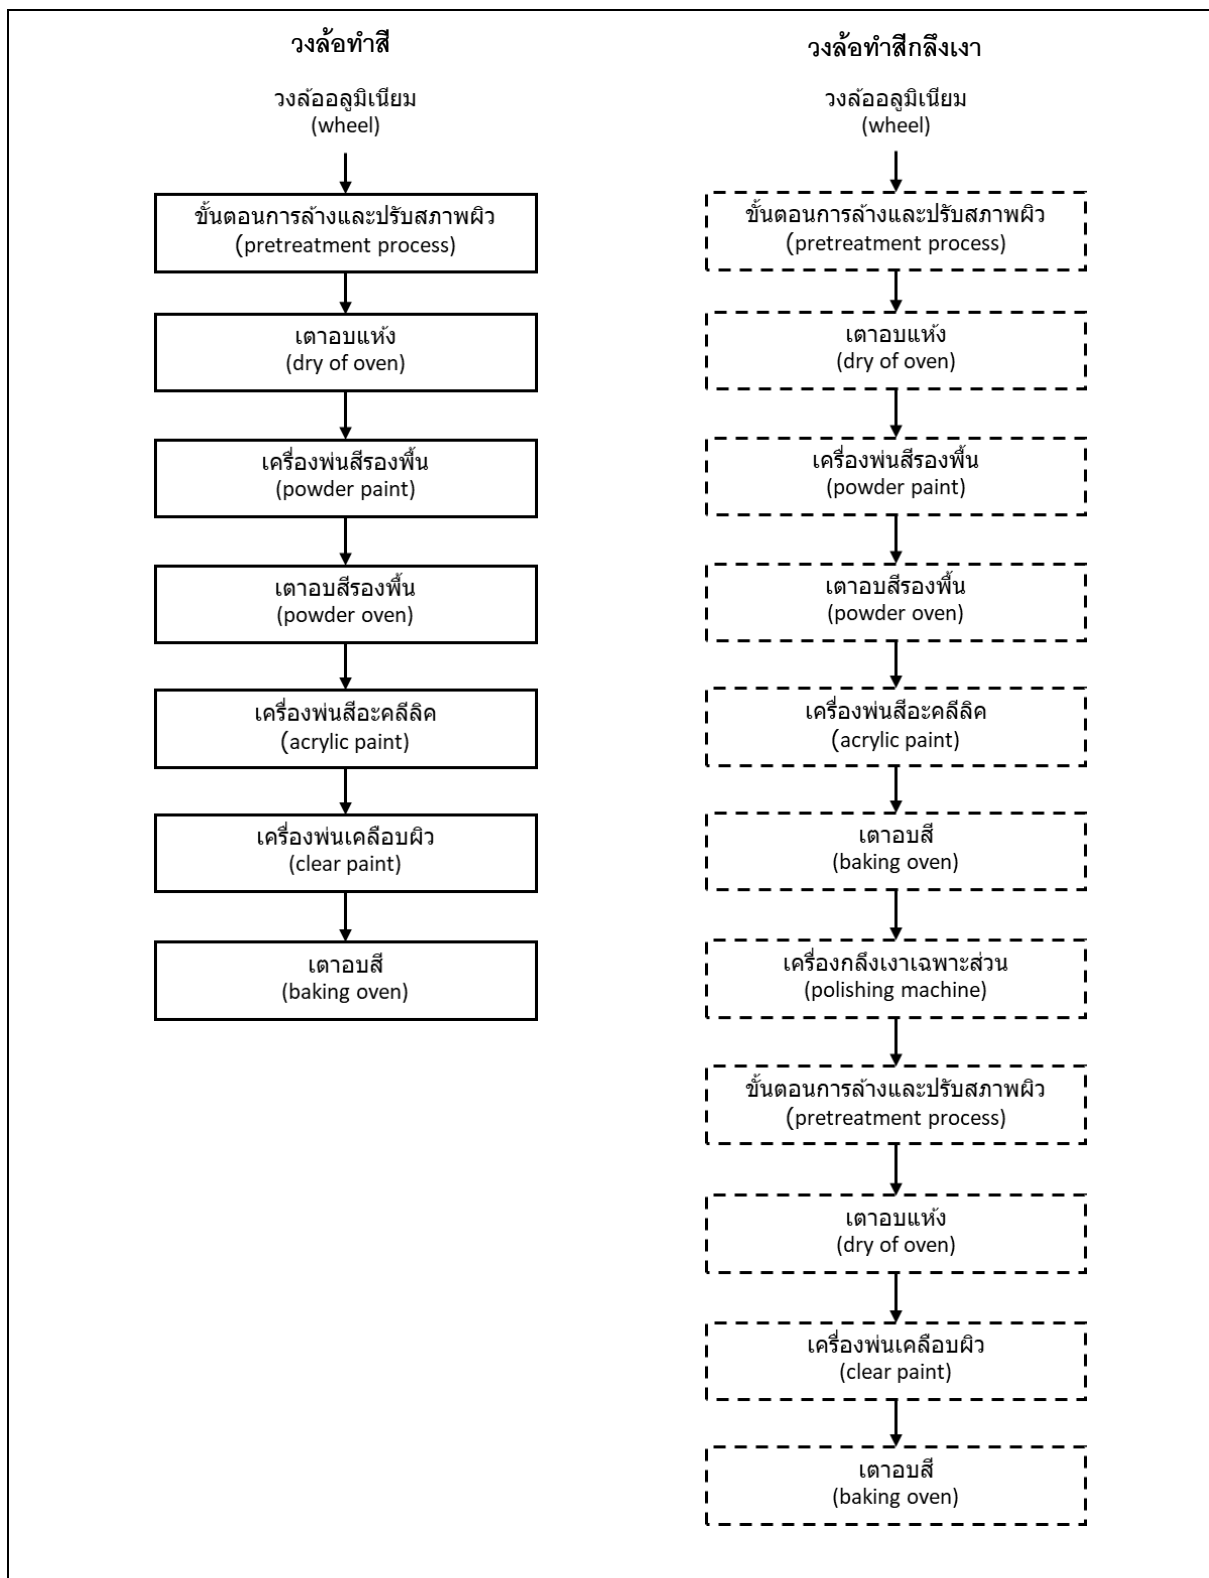 วงล้อทำสี
วงล้ออลูมิเนียม
(wheel)
ขั้นตอนการล้างและปรับสภาพผิว
(pretreatment process)
เตาอบแห้ง
(dry of oven)
เครื่องพ่นสีรองพื้น
(powder paint)
เตาอบสีรองพื้น
(powder oven)
เครื่องพ่นสีอะคลีลิค
(acrylic paint)
เครื่องพ่นเคลือบผิว
(clear paint)
เตาอบสี
(baking oven)
วงล้อทำสีกลึงเงา
วงล้ออลูมิเนียม
(wheel)
ขั้นตอนการล้างและปรับสภาพผิว
(pretreatment process)
เตาอบแห้ง
(dry of oven)
เครื่องพ่นสีรองพื้น
(powder paint)
เตาอบสีรองพื้น
(powder oven)
เครื่องพ่นสีอะคลีลิค
(acrylic paint)
เตาอบสี
(baking oven)
เครื่องกลึงเงาเฉพาะส่วน
(polishing machine)
ขั้นตอนการล้างและปรับสภาพผิว
(pretreatment process)
เตาอบแห้ง
(dry of oven)
เครื่องพ่นเคลือบผิว
(clear paint)
เตาอบสี
(baking oven)